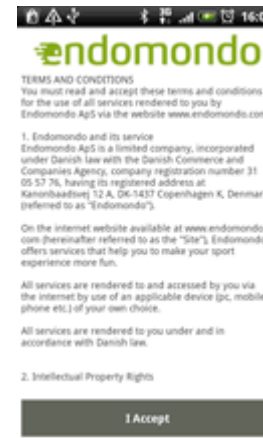 16:0
endomondo
TERMS AND CONDITIONS
You must read and accept these terms and conditions
for the use of all services rendered to you by
Endomondo ApS via the website www.endomondo.com
1. Endomondo and its service
Endomondo ApS is a limited company, incorporated
under Danish law with the Danish Commerce and
Companies Agency, company registration number 31
05 57 76, having its registered address at
Kanonbaadsvej 12 A, DK-1437 Copenhagen K, Denmar
(referred to as "Endomondo").
On the internet website available at www.endomondo
com (hereinafter referred to as the "Site"), Endomondo
offers services that help you to make your sport
experience more fun.
All services are rendered to and accessed by you via
the internet by use of an applicable device (pc, mobile
phone etc.) of your own choice.
All services are rendered to you under and in
accordance with Danish law.
2. Intellectual Property Rights
I Accept